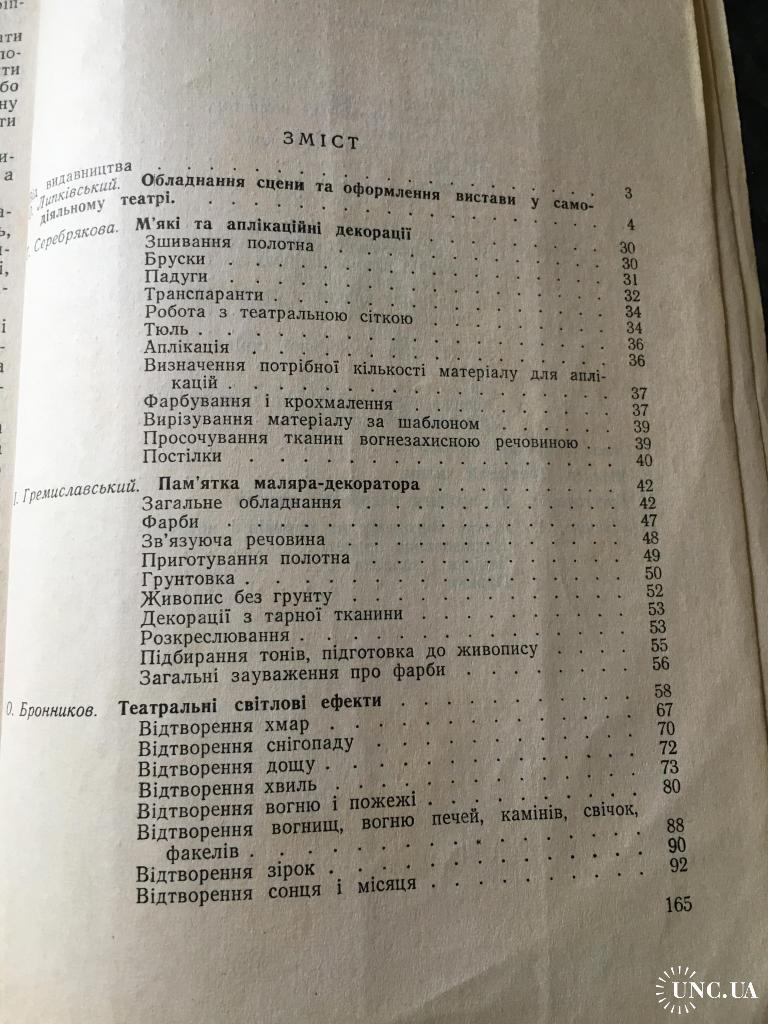 ЗМІСТ
видавництва . . . . . . . . . . . . . . 3
Липківський. Обладнання сцени та оформлення вистави у само-
діяльному театрі. . . . . . . . . . . . . . 4
Серебрякова. М'які та аплікаційні декорації . . . . . . . . 30
Зшивання полотна . . . . . . . . . . . . 30
Бруски . . . . . . . . . . . . . . 31
Падуги . . . . . . . . . . . . . . 32
Транспаранти . . . . . . . . . . . . . 34
Робота з театральною сіткою . . . . . . . . 34
Тюль . . . . . . . . . . . . . . 36
Аплікація . . . . . . . . . . . . . 36
Визначення потрібної кількості матеріалу для аплі-
кацій . . . . . . . . . . . . . . 37
Фарбування і крохмалення . . . . . . . . 37
Вирізування матеріалу за шаблоном . . . . . . 39
Просочування тканин вогнезахисною речовиною . . 39
Постілки . . . . . . . . . . . . . 40
І. Гремиславський. Пам'ятка маляра-декоратора . . . . . . . . 42
Загальне обладнання . . . . . . . . . . 42
Фарби . . . . . . . . . . . . . . 47
Зв'язуюча речовина . . . . . . . . . . 48
Приготування полотна . . . . . . . . . . 49
Грунтовка . . . . . . . . . . . . . 50
Живопис без грунту . . . . . . . . . . 52
Декорації з тарної тканини . . . . . . . . 53
Розкреслювання . . . . . . . . . . . . 53
Підбирання тонів, підготовка до живопису . . . . 55
Загальні зауваження про фарби . . . . . . . 56
О. Бронников. Театральні світлові ефекти . . . . . . . . . 58
Відтворення хмар . . . . . . . . . . . 67
Відтворення снігопаду . . . . . . . . . . 70
Відтворення дощу . . . . . . . . . . . 72
Відтворення хвиль . . . . . . . . . . . 73
Відтворення вогню і пожежі . . . . . . . . 80
Відтворення вогнищ, вогню печей, камінів, свічок,
факелів . . . . . . . . . . . . . 88
Відтворення зірок . . . . . . . . . . . 90
Відтворення сонця і місяця . . . . . . . . 92
165
UNC.UA